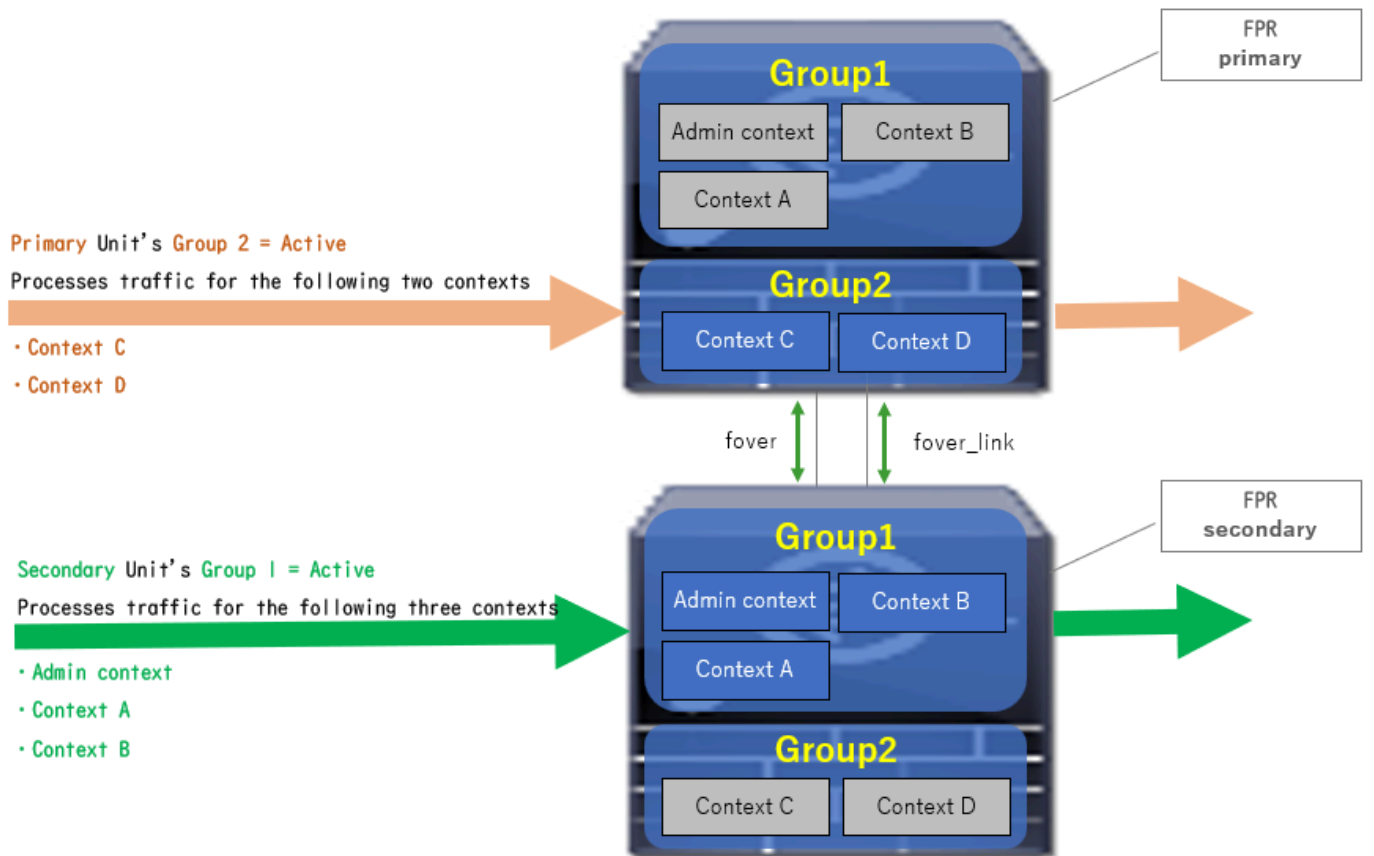 FPR
primary
Group1
Admin context
Context B
Context A
Primary Unit's Group 2 = Active
Processes traffic for the following two contexts
・Context C
・Context D
Group2
Context C
Context D
fover
fover_link
FPR
secondary
Group1
Admin context
Context B
Context A
Secondary Unit's Group 1 = Active
Processes traffic for the following three contexts
・Admin context
・Context A
・Context B
Group2
Context C
Context D